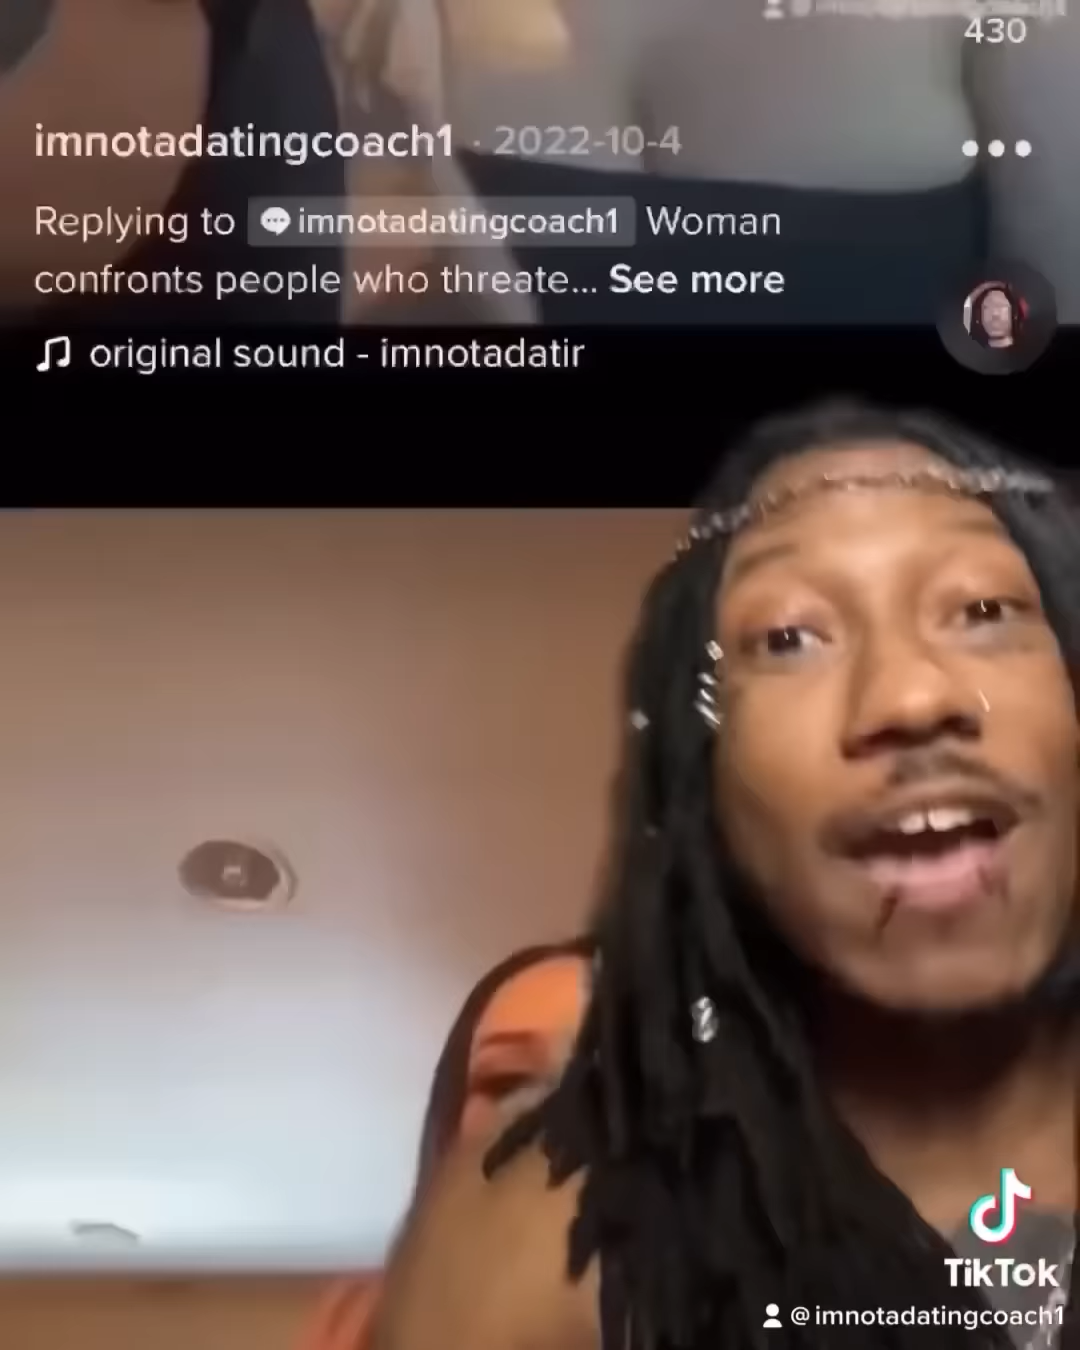 430
imnotadatingcoach1 · 2022-10-4
Replying to imnotadatingcoach1 Woman
confronts people who threate... See more
original sound - imnotadatir
TikTok
@imnotadatingcoach1